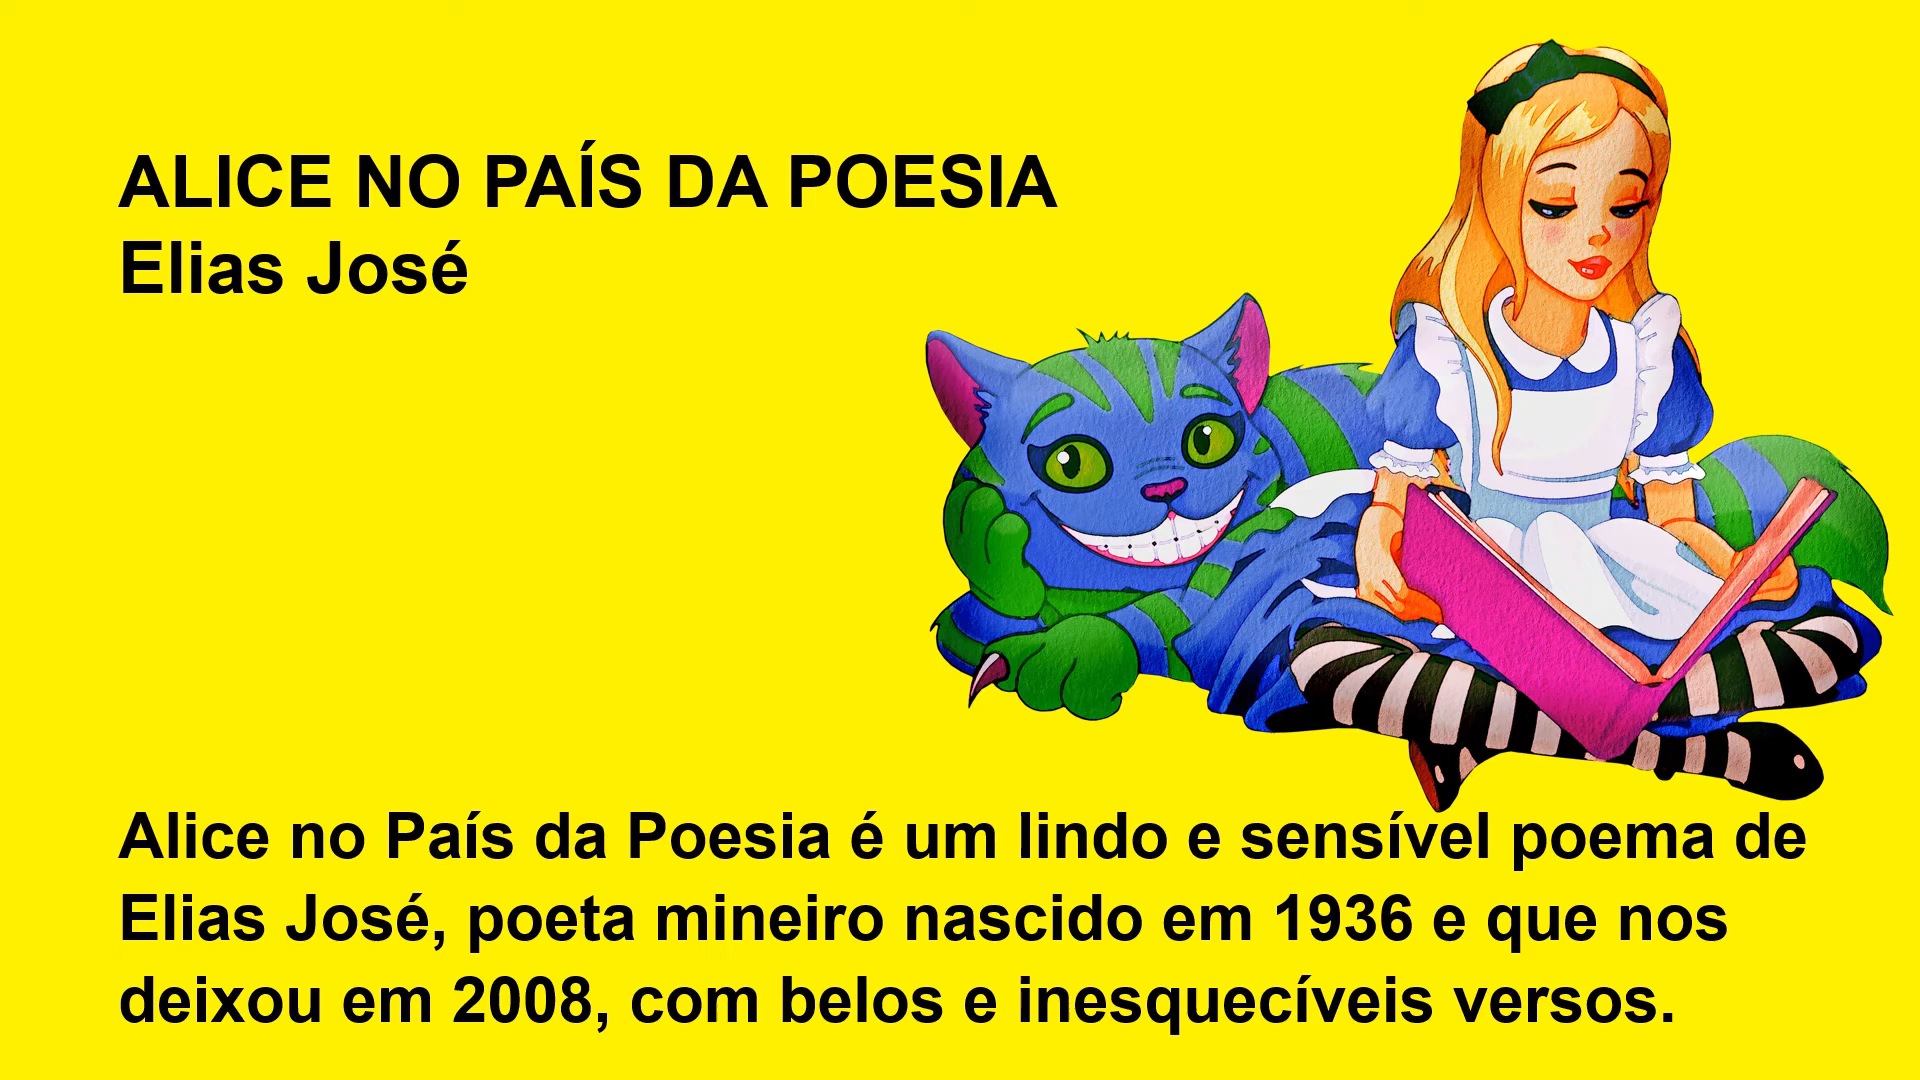 ALICE NO PAÍS DA POESIA
Elias José
Alice no País da Poesia é um lindo e sensível poema de
Elias José, poeta mineiro nascido em 1936 e que nos
deixou em 2008, com belos e inesquecíveis versos.